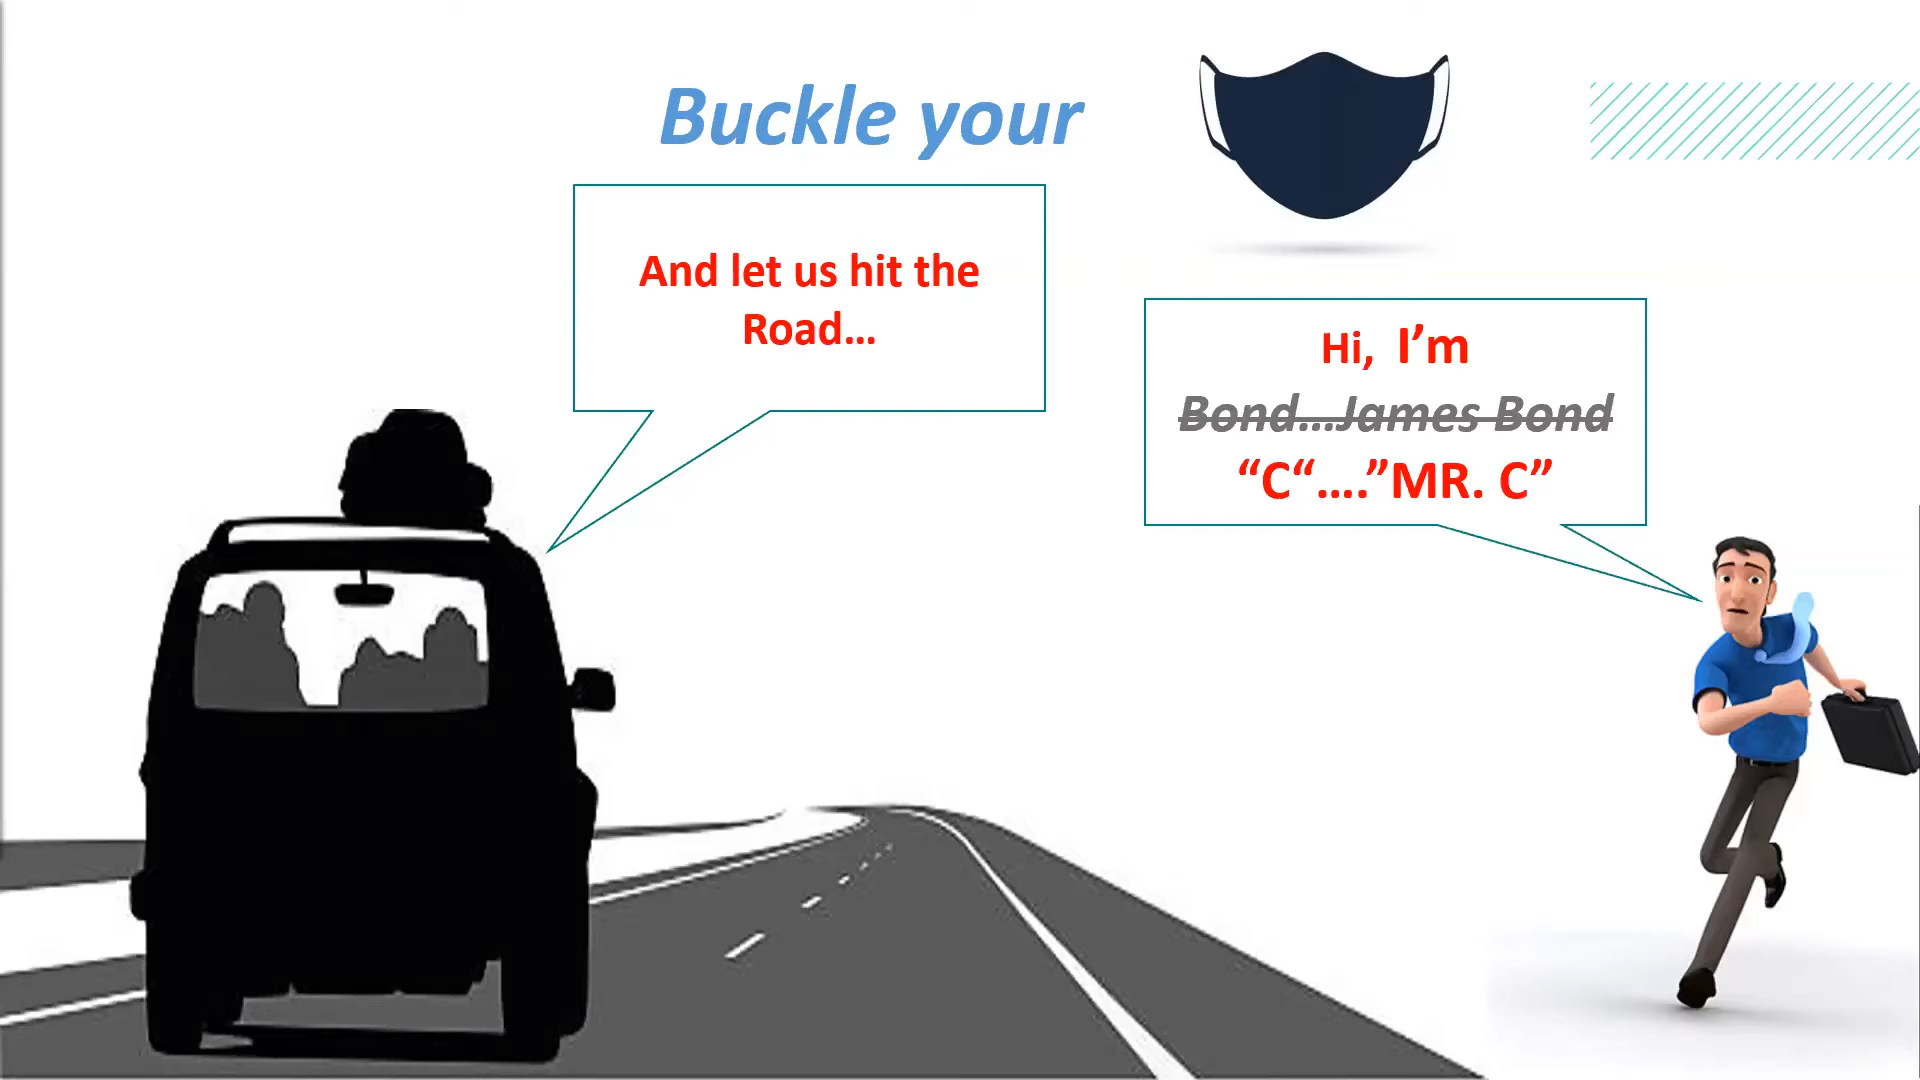 Buckle your
And let us hit the
Road...
Hi, I’m
Bond...James Bond
“C“....”MR. C”